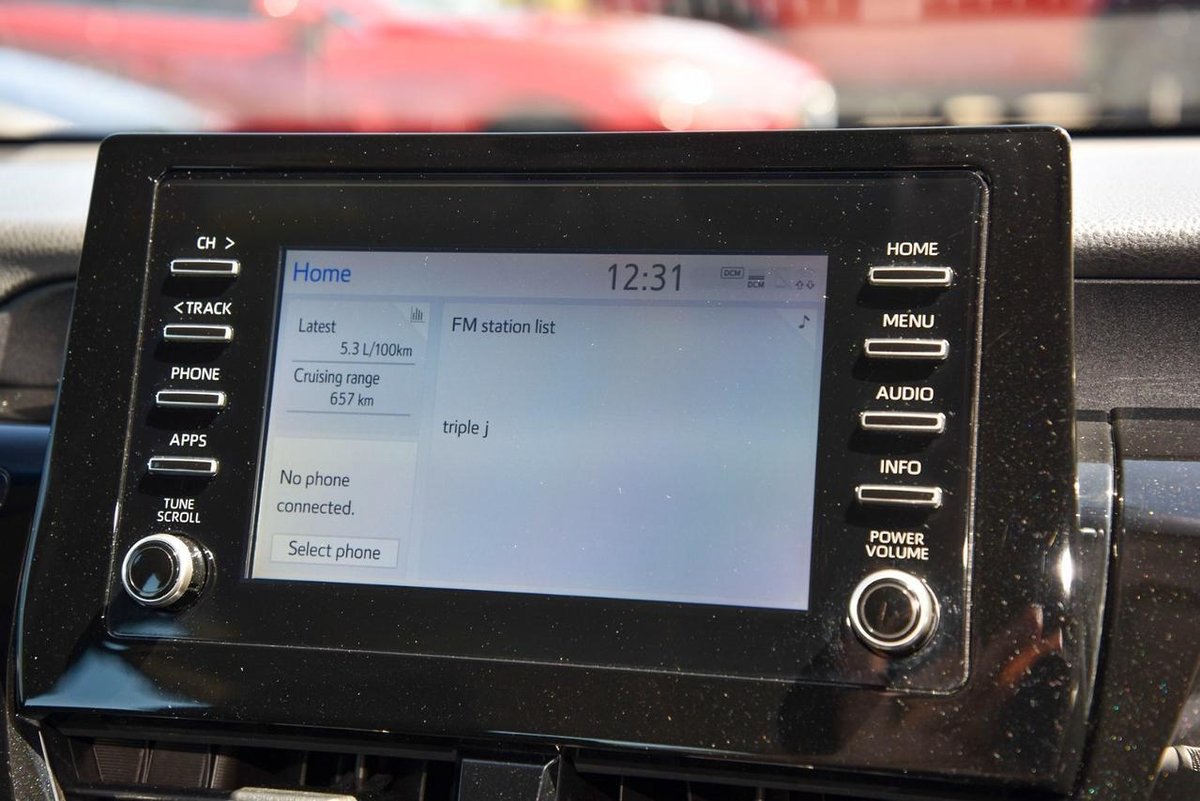 CH >
< TRACK
PHONE
APPS
TUNE
SCROLL
Home
12:31
DCM
DCM
Latest
5.3 L/100km
Cruising range
657 km
No phone
connected.
Select phone
FM station list
triple j
HOME
MENU
AUDIO
INFO
POWER
VOLUME